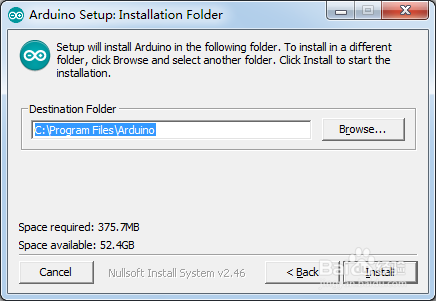 Arduino Setup: Installation Folder
Setup will install Arduino in the following folder. To install in a different
folder, click Browse and select another folder. Click Install to start the
installation.
Destination Folder
C:\Program Files\Arduino
Browse...
Space required: 375.7MB
Space available: 52.4GB
Cancel
Nullsoft Install System v2.46
< Back
Install